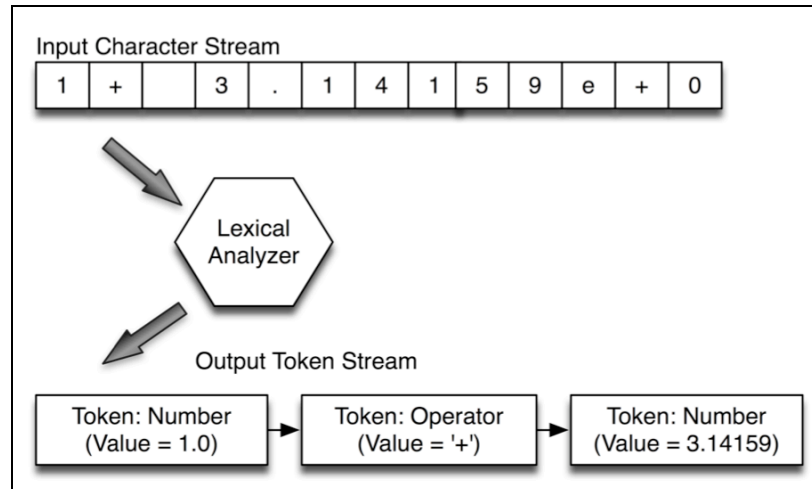 Input Character Stream
1 + 3 . 1 4 1 5 9 e + 0
Lexical
Analyzer
Output Token Stream
Token: Number
(Value = 1.0)
Token: Operator
(Value = '+')
Token: Number
(Value = 3.14159)